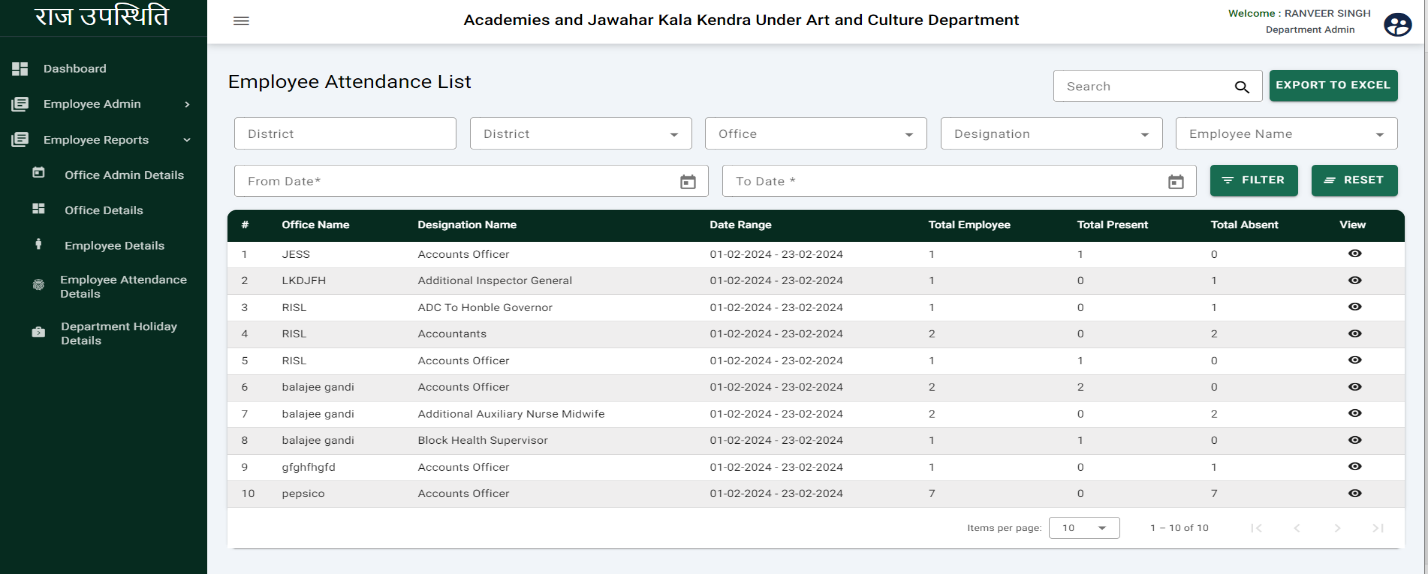 राज उपस्थिति
Academies and Jawahar Kala Kendra Under Art and Culture Department
Welcome : RANVEER SINGH
Department Admin
Dashboard
Employee Admin
Employee Reports
Office Admin Details
Office Details
Employee Details
Employee Attendance
Details
Department Holiday
Details
Employee Attendance List
Search
EXPORT TO EXCEL
District District Office Designation Employee Name
From Date* To Date * FILTER RESET
# Office Name Designation Name Date Range Total Employee Total Present Total Absent View
1 JESS Accounts Officer 01-02-2024 - 23-02-2024 1 1 0
2 LKDJFH Additional Inspector General 01-02-2024 - 23-02-2024 1 0 1
3 RISL ADC To Honble Governor 01-02-2024 - 23-02-2024 1 0 1
4 RISL Accountants 01-02-2024 - 23-02-2024 2 0 2
5 RISL Accounts Officer 01-02-2024 - 23-02-2024 1 1 0
6 balajee gandi Accounts Officer 01-02-2024 - 23-02-2024 2 2 0
7 balajee gandi Additional Auxiliary Nurse Midwife 01-02-2024 - 23-02-2024 2 0 2
8 balajee gandi Block Health Supervisor 01-02-2024 - 23-02-2024 1 1 0
9 gfghfhgfd Accounts Officer 01-02-2024 - 23-02-2024 1 0 1
10 pepsico Accounts Officer 01-02-2024 - 23-02-2024 7 0 7
Items per page: 10 1 – 10 of 10